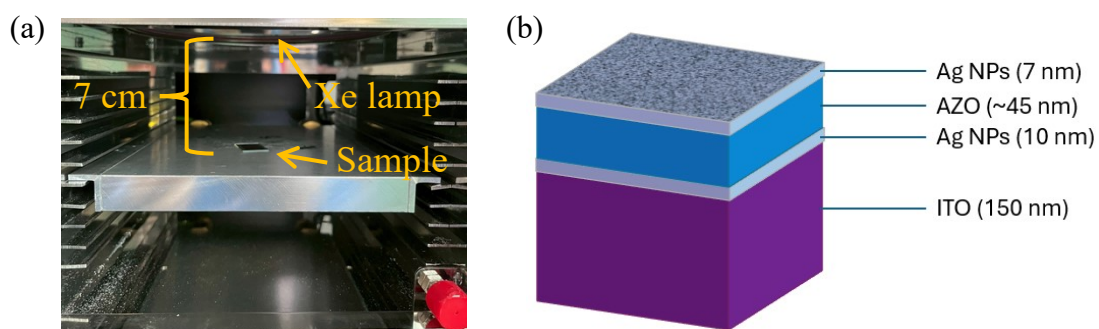 (a)
7 cm
Xe lamp
Sample
(b)
Ag NPs (7 nm)
AZO (~45 nm)
Ag NPs (10 nm)
ITO (150 nm)